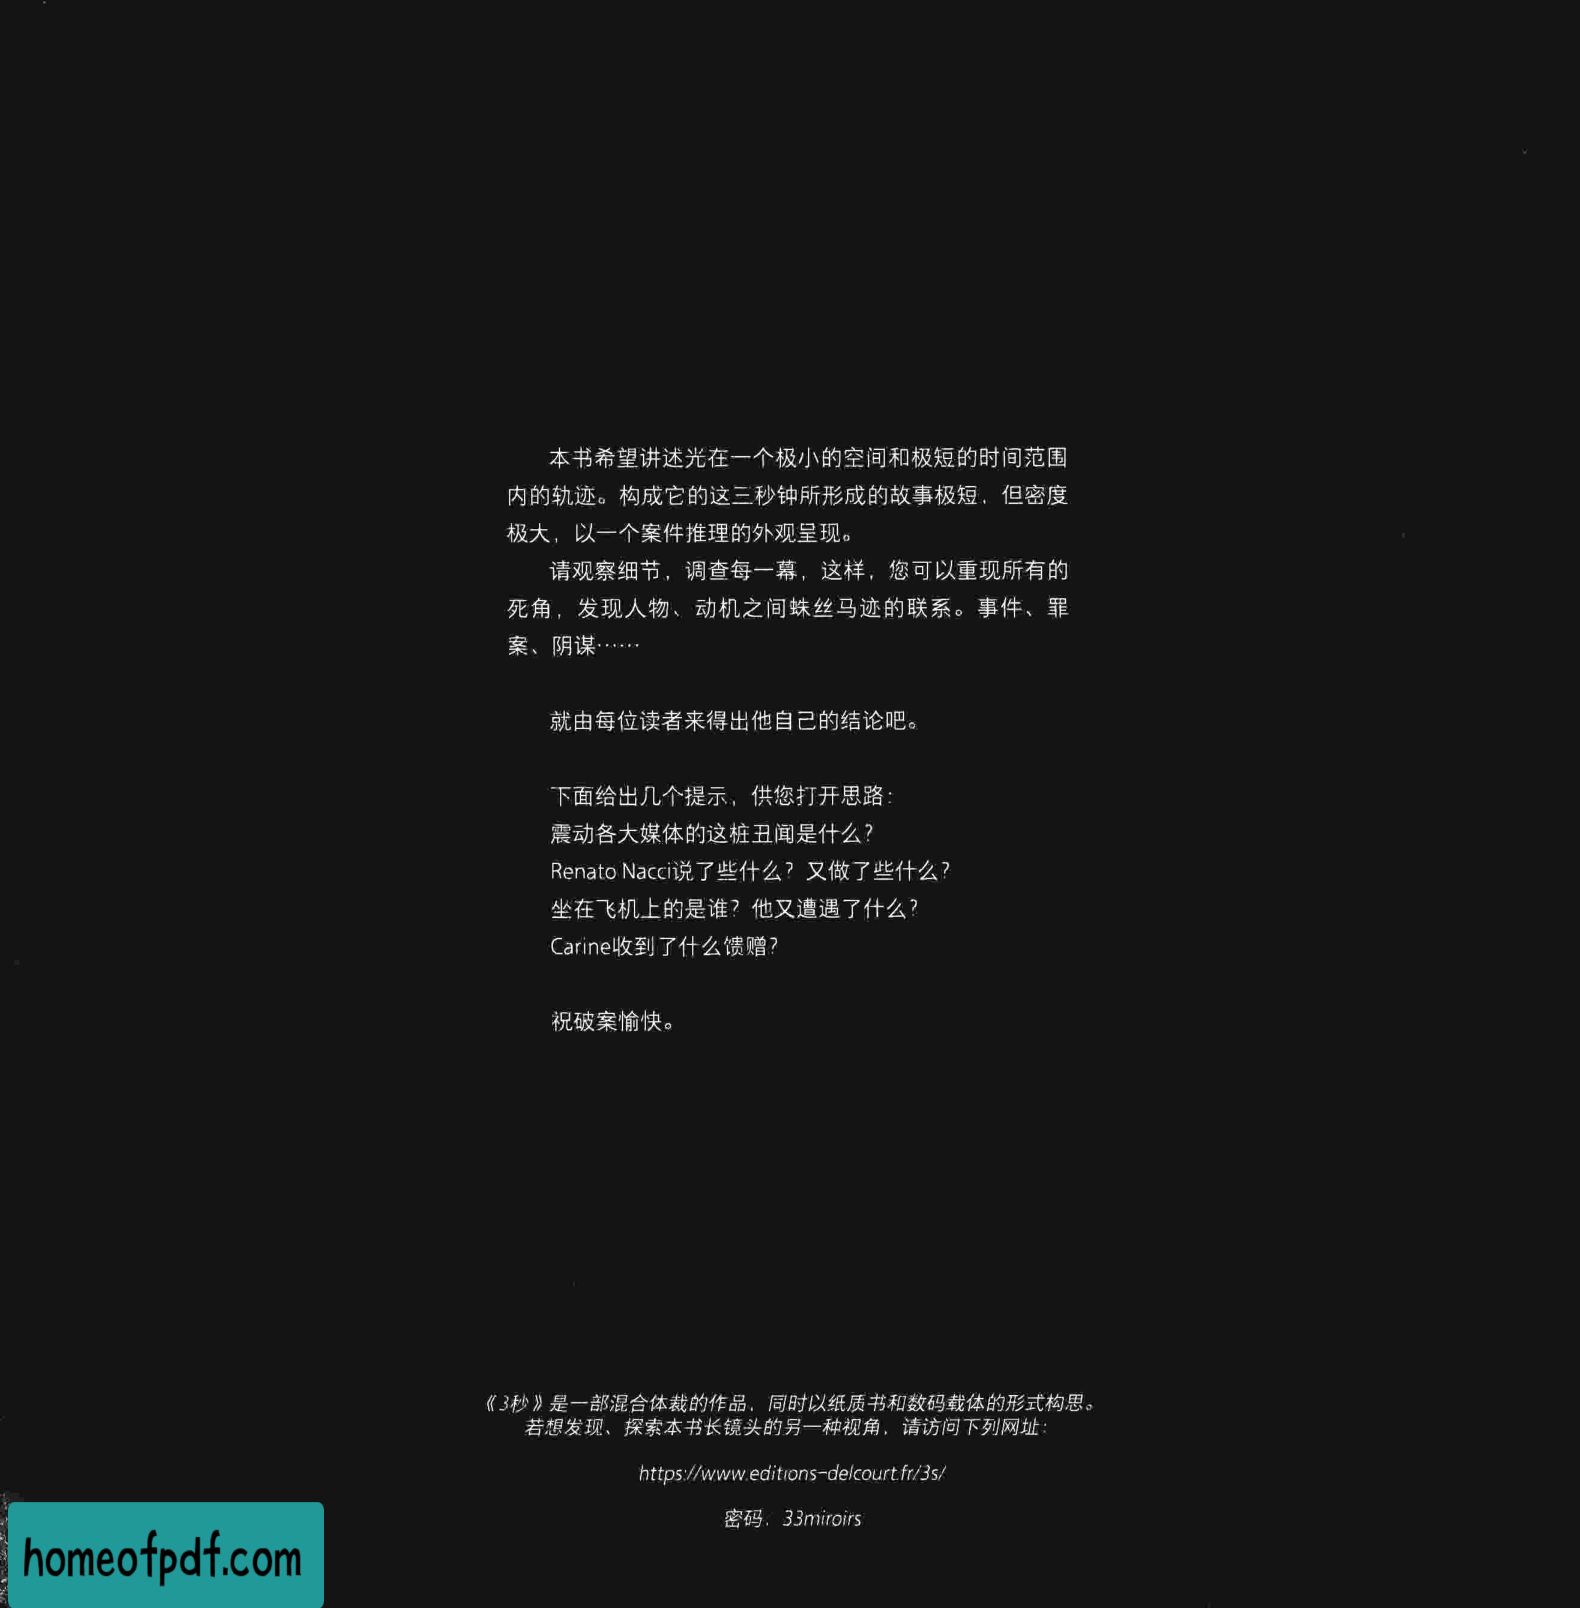 本书希望讲述光在一个极小的空间和极短的时间范围
内的轨迹。构成它的这三秒钟所形成的故事极短，但密度
极大，以一个案件推理的外观呈现。
请观察细节，调查每一幕，这样，您可以重现所有的
死角，发现人物、动机之间蛛丝马迹的联系。事件、罪
案、阴谋……
就由每位读者来得出他自己的结论吧。
下面给出几个提示，供您打开思路：
震动各大媒体的这桩丑闻是什么？
Renato Nacci说了些什么？又做了些什么？
坐在飞机上的是谁？他又遭遇了什么？
Carine收到了什么馈赠？
祝破案愉快。
《3秒》是一部混合体裁的作品，同时以纸质书和数码载体的形式构思。
若想发现、探索本书长镜头的另一种视角，请访问下列网址：
https://www.editions-delcourt.fr/3s/
密码：33miroirs
homeofpdf.com